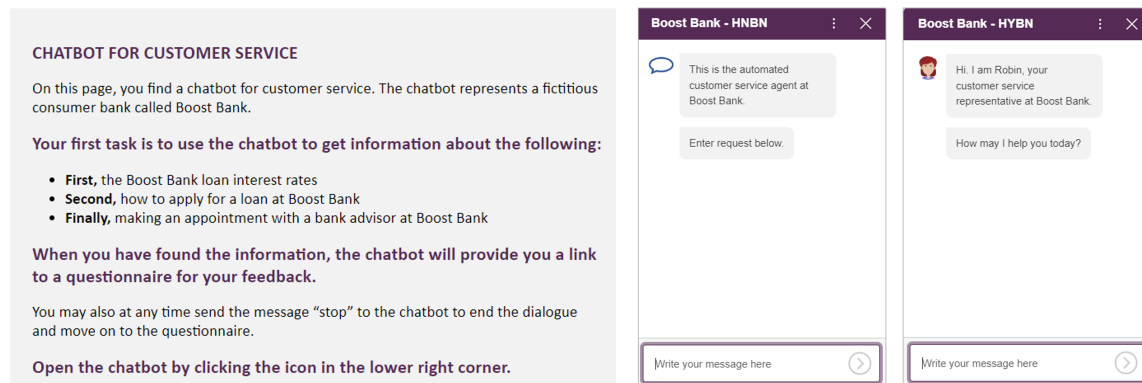 CHATBOT FOR CUSTOMER SERVICE
On this page, you find a chatbot for customer service. The chatbot represents a fictitious
consumer bank called Boost Bank.
Your first task is to use the chatbot to get information about the following:
• First, the Boost Bank loan interest rates
• Second, how to apply for a loan at Boost Bank
• Finally, making an appointment with a bank advisor at Boost Bank
When you have found the information, the chatbot will provide you a link
to a questionnaire for your feedback.
You may also at any time send the message “stop” to the chatbot to end the dialogue
and move on to the questionnaire.
Open the chatbot by clicking the icon in the lower right corner.
Boost Bank - HNBN
This is the automated
customer service agent at
Boost Bank.
Enter request below.
Write your message here
Boost Bank - HYBN
Hi. I am Robin, your
customer service
representative at Boost Bank.
How may I help you today?
Write your message here